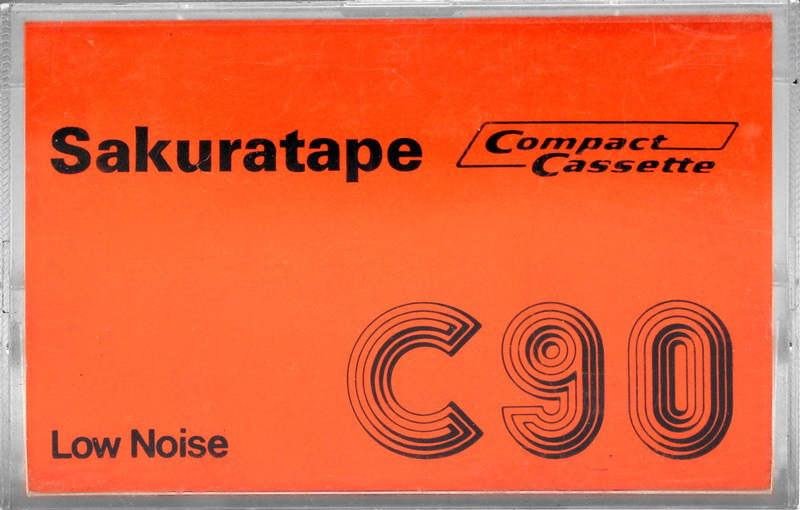 Sakuratape
Compact
Cassette
C90
Low Noise